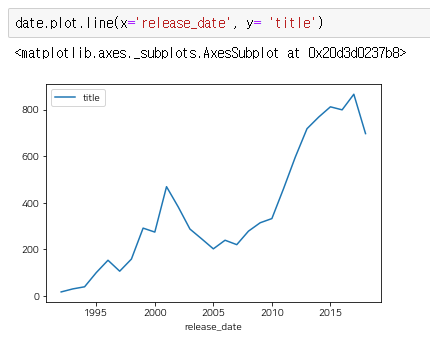 date.plot.line(x='release_date', y= 'title')
<matplotlib.axes._subplots.AxesSubplot at 0x20d3d0237b8>
title
800
600
400
200
0
1995 2000 2005 2010 2015
release_date